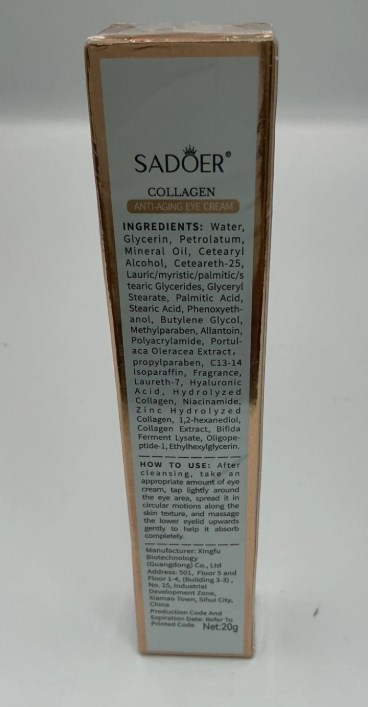 SADOER®
COLLAGEN
ANTI-AGING EYE CREAM
INGREDIENTS: Water,
Glycerin, Petrolatum,
Mineral Oil, Cetearyl
Alcohol, Ceteareth-25,
Lauric/myristic/palmitic/s
tearic Glycerides, Glyceryl
Stearate, Palmitic Acid,
Stearic Acid, Phenoxyeth-
anol, Butylene Glycol,
Methylparaben, Allantoin,
Polyacrylamide, Portul-
aca Oleracea Extract,
propylparaben, C13-14
Isoparaffin, Fragrance,
Laureth-7, Hyaluronic
Acid, Hydrolyzed
Collagen, Niacinamide,
Zinc Hydrolyzed
Collagen, 1,2-hexanediol,
Collagen Extract, Bifida
Ferment Lysate, Oligope-
ptide-1, Ethylhexylglycerin.
HOW TO USE: After
cleansing, take an
appropriate amount of eye
cream, tap lightly around
the eye area, spread it in
circular motions along the
skin texture, and massage
the lower eyelid upwards
gently to help it absorb
completely.
Manufacturer: Xingfu
Biotechnology
(Guangdong) Co., Ltd
Address: 501, Floor 5 and
Floor 1-4, (Building 3-3),
No. 15, Industrial
Development Zone,
Xiamao Town, Sihui City,
China
Production Code And
Expiration Date: Refer To
Printed Code Net:20g